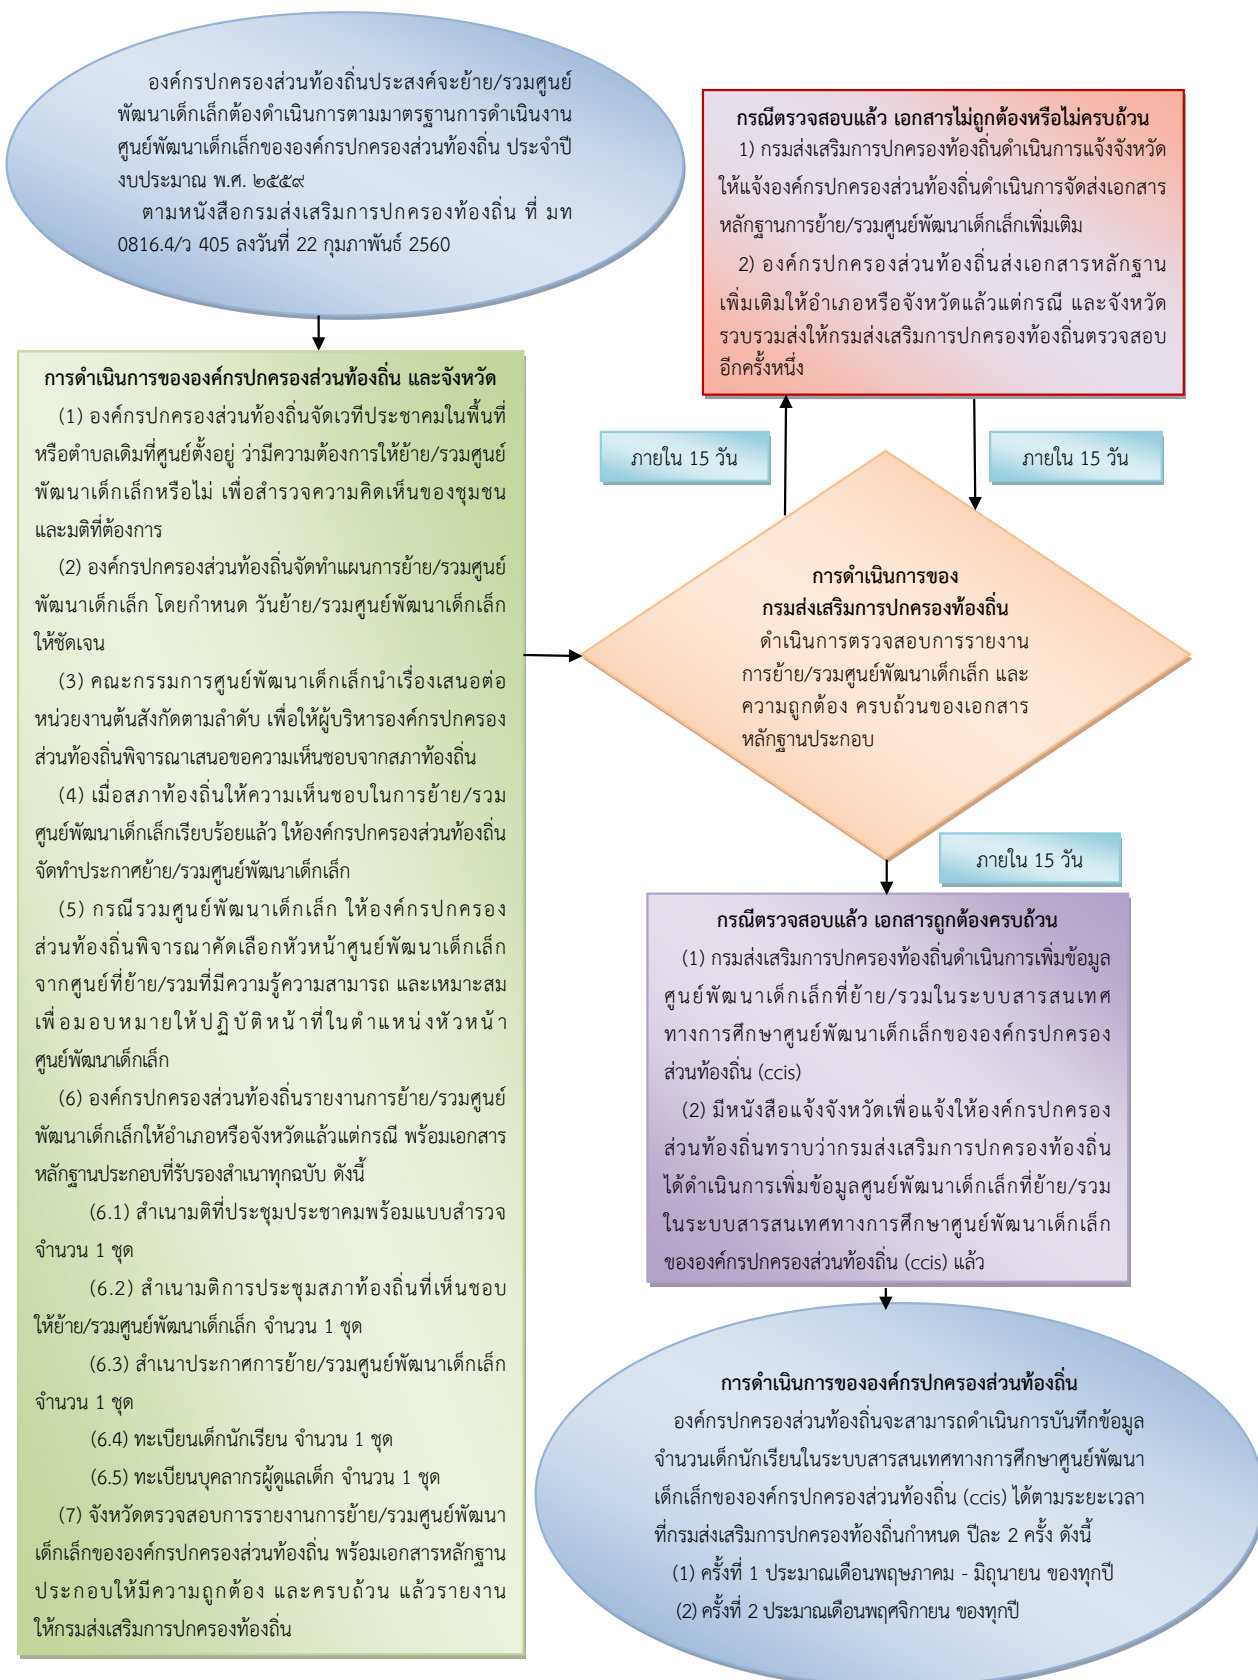 องค์กรปกครองส่วนท้องถิ่นประสงค์จะย้าย/รวมศูนย์
พัฒนาเด็กเล็กต้องดำเนินการตามมาตรฐานการดำเนินงาน
ศูนย์พัฒนาเด็กเล็กขององค์กรปกครองส่วนท้องถิ่น ประจำปี
งบประมาณ พ.ศ. ๒๕๕๙
ตามหนังสือกรมส่งเสริมการปกครองท้องถิ่น ที่ มท
0816.4/ว 405 ลงวันที่ 22 กุมภาพันธ์ 2560
การดำเนินการขององค์กรปกครองส่วนท้องถิ่น และจังหวัด
(1) องค์กรปกครองส่วนท้องถิ่นจัดเวทีประชาคมในพื้นที่
หรือตำบลเดิมที่ศูนย์ตั้งอยู่ ว่ามีความต้องการให้ย้าย/รวมศูนย์
พัฒนาเด็กเล็กหรือไม่ เพื่อสำรวจความคิดเห็นของชุมชน
และมติที่ต้องการ
(2) องค์กรปกครองส่วนท้องถิ่นจัดทำแผนการย้าย/รวมศูนย์
พัฒนาเด็กเล็ก โดยกำหนด วันย้าย/รวมศูนย์พัฒนาเด็กเล็ก
ให้ชัดเจน
(3) คณะกรรมการศูนย์พัฒนาเด็กเล็กนำเรื่องเสนอต่อ
หน่วยงานต้นสังกัดตามลำดับ เพื่อให้ผู้บริหารองค์กรปกครอง
ส่วนท้องถิ่นพิจารณาเสนอขอความเห็นชอบจากสภาท้องถิ่น
(4) เมื่อสภาท้องถิ่นให้ความเห็นชอบในการย้าย/รวม
ศูนย์พัฒนาเด็กเล็กเรียบร้อยแล้ว ให้องค์กรปกครองส่วนท้องถิ่น
จัดทำประกาศย้าย/รวมศูนย์พัฒนาเด็กเล็ก
(5) กรณีรวมศูนย์พัฒนาเด็กเล็ก ให้องค์กรปกครอง
ส่วนท้องถิ่นพิจารณาคัดเลือกหัวหน้าศูนย์พัฒนาเด็กเล็ก
จากศูนย์ที่ย้าย/รวมที่มีความรู้ความสามารถ และเหมาะสม
เพื่อมอบหมายให้ปฏิบัติหน้าที่ในตำแหน่งหัวหน้า
ศูนย์พัฒนาเด็กเล็ก
(6) องค์กรปกครองส่วนท้องถิ่นรายงานการย้าย/รวมศูนย์
พัฒนาเด็กเล็กให้อำเภอหรือจังหวัดแล้วแต่กรณี พร้อมเอกสาร
หลักฐานประกอบที่รับรองสำเนาทุกฉบับ ดังนี้
(6.1) สำเนามติที่ประชุมประชาคมพร้อมแบบสำรวจ
จำนวน 1 ชุด
(6.2) สำเนามติการประชุมสภาท้องถิ่นที่เห็นชอบ
ให้ย้าย/รวมศูนย์พัฒนาเด็กเล็ก จำนวน 1 ชุด
(6.3) สำเนาประกาศการย้าย/รวมศูนย์พัฒนาเด็กเล็ก
จำนวน 1 ชุด
(6.4) ทะเบียนเด็กนักเรียน จำนวน 1 ชุด
(6.5) ทะเบียนบุคลากรผู้ดูแลเด็ก จำนวน 1 ชุด
(7) จังหวัดตรวจสอบการรายงานการย้าย/รวมศูนย์พัฒนา
เด็กเล็กขององค์กรปกครองส่วนท้องถิ่น พร้อมเอกสารหลักฐาน
ประกอบให้มีความถูกต้อง และครบถ้วน แล้วรายงาน
ให้กรมส่งเสริมการปกครองท้องถิ่น
กรณีตรวจสอบแล้ว เอกสารไม่ถูกต้องหรือไม่ครบถ้วน
1) กรมส่งเสริมการปกครองท้องถิ่นดำเนินการแจ้งจังหวัด
ให้แจ้งองค์กรปกครองส่วนท้องถิ่นดำเนินการจัดส่งเอกสาร
หลักฐานการย้าย/รวมศูนย์พัฒนาเด็กเล็กเพิ่มเติม
2) องค์กรปกครองส่วนท้องถิ่นส่งเอกสารหลักฐาน
เพิ่มเติมให้อำเภอหรือจังหวัดแล้วแต่กรณี และจังหวัด
รวบรวมส่งให้กรมส่งเสริมการปกครองท้องถิ่นตรวจสอบ
อีกครั้งหนึ่ง
ภายใน 15 วัน
ภายใน 15 วัน
การดำเนินการของ
กรมส่งเสริมการปกครองท้องถิ่น
ดำเนินการตรวจสอบการรายงาน
การย้าย/รวมศูนย์พัฒนาเด็กเล็ก และ
ความถูกต้อง ครบถ้วนของเอกสาร
หลักฐานประกอบ
ภายใน 15 วัน
กรณีตรวจสอบแล้ว เอกสารถูกต้องครบถ้วน
(1) กรมส่งเสริมการปกครองท้องถิ่นดำเนินการเพิ่มข้อมูล
ศูนย์พัฒนาเด็กเล็กที่ย้าย/รวมในระบบสารสนเทศ
ทางการศึกษาศูนย์พัฒนาเด็กเล็กขององค์กรปกครอง
ส่วนท้องถิ่น (ccis)
(2) มีหนังสือแจ้งจังหวัดเพื่อแจ้งให้องค์กรปกครอง
ส่วนท้องถิ่นทราบว่ากรมส่งเสริมการปกครองท้องถิ่น
ได้ดำเนินการเพิ่มข้อมูลศูนย์พัฒนาเด็กเล็กที่ย้าย/รวม
ในระบบสารสนเทศทางการศึกษาศูนย์พัฒนาเด็กเล็ก
ขององค์กรปกครองส่วนท้องถิ่น (ccis) แล้ว
การดำเนินการขององค์กรปกครองส่วนท้องถิ่น
องค์กรปกครองส่วนท้องถิ่นจะสามารถดำเนินการบันทึกข้อมูล
จำนวนเด็กนักเรียนในระบบสารสนเทศทางการศึกษาศูนย์พัฒนา
เด็กเล็กขององค์กรปกครองส่วนท้องถิ่น (ccis) ได้ตามระยะเวลา
ที่กรมส่งเสริมการปกครองท้องถิ่นกำหนด ปีละ 2 ครั้ง ดังนี้
(1) ครั้งที่ 1 ประมาณเดือนพฤษภาคม - มิถุนายน ของทุกปี
(2) ครั้งที่ 2 ประมาณเดือนพฤศจิกายน ของทุกปี